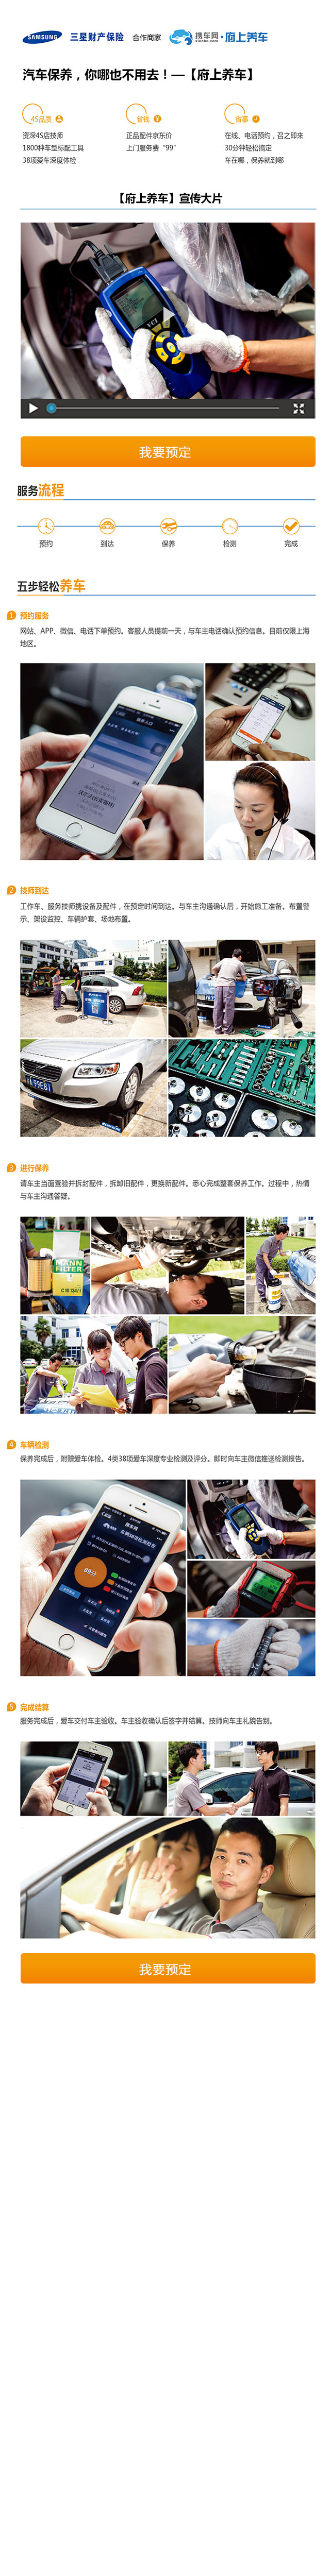 SAMSUNG 三星财产保险 合作商家 携车网 ·府上养车
汽车保养，你哪也不用去！—【府上养车】
4S品质 省钱 省事
资深4S店技师 正品配件京东价 在线、电话预约，召之即来
1800种车型标配工具 上门服务费“99” 30分钟轻松搞定
38项爱车深度体检 车在哪，保养就到哪
【府上养车】宣传大片
我要预定
服务流程
预约 到达 保养 检测 完成
五步轻松养车
1 预约服务
网站、APP、微信、电话下单预约。客服人员提前一天，与车主电话确认预约信息。目前仅限上海
地区。
2 技师到达
工作车、服务技师携设备及配件，在预定时间到达。与车主沟通确认后，开始施工准备。布置警
示、架设监控、车辆护套、场地布置。
3 进行保养
请车主当面查验并拆封配件，拆卸旧配件，更换新配件。悉心完成整套保养工作。过程中，热情
与车主沟通答疑。
MANN
FILTER
4 车辆检测
保养完成后，附赠爱车体检。4类38项爱车深度专业检测及评分。即时向车主微信推送检测报告。
5 完成结算
服务完成后，爱车交付车主验收。车主验收确认后签字并结算。技师向车主礼貌告别。
我要预定